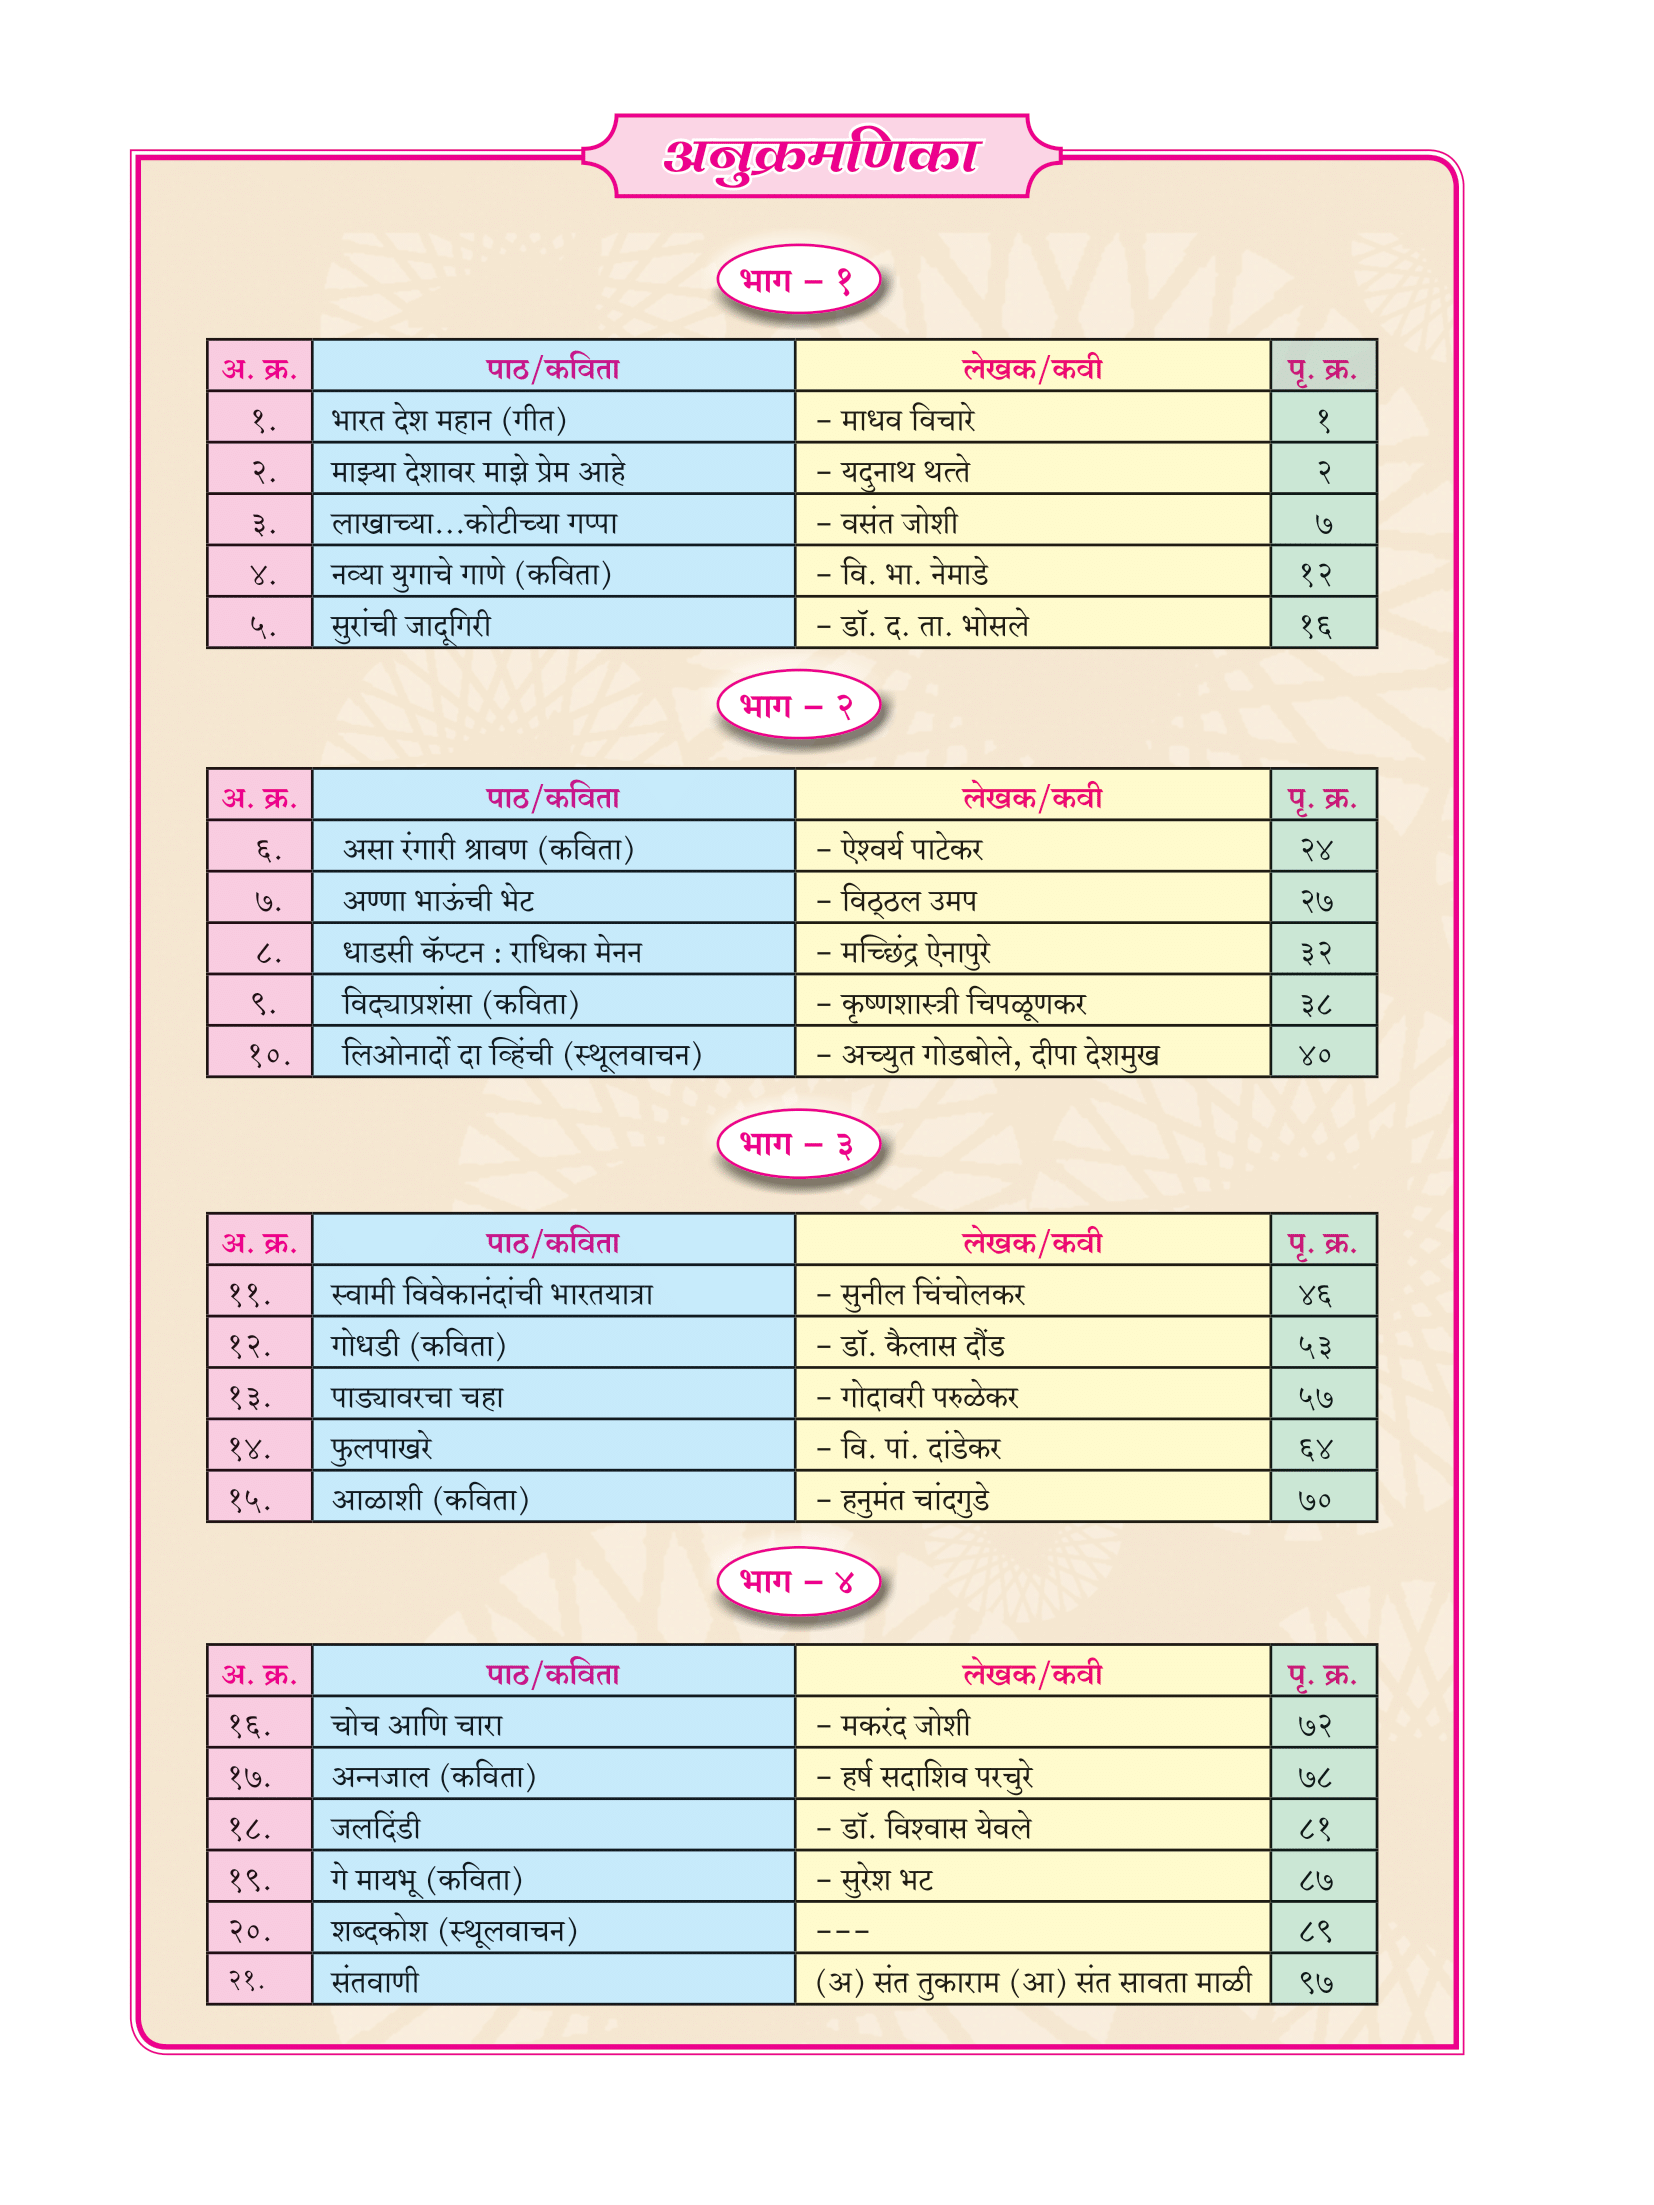 अनुक्रमणिका
भाग – १
अ. क्र. पाठ/कविता लेखक/कवी पृ. क्र.
१. भारत देश महान (गीत) – माधव विचारे १
२. माझ्या देशावर माझे प्रेम आहे – यदुनाथ थत्ते २
३. लाखाच्या...कोटीच्या गप्पा – वसंत जोशी ७
४. नव्या युगाचे गाणे (कविता) – वि. भा. नेमाडे १२
५. सुरांची जादूगिरी – डॉ. द. ता. भोसले १६
भाग – २
अ. क्र. पाठ/कविता लेखक/कवी पृ. क्र.
६. असा रंगारी श्रावण (कविता) – ऐश्वर्य पाटेकर २४
७. अण्णा भाऊंची भेट – विठ्ठल उमप २७
८. धाडसी कॅप्टन : राधिका मेनन – मच्छिंद्र ऐनापुरे ३२
९. विद्याप्रशंसा (कविता) – कृष्णशास्त्री चिपळूणकर ३८
१०. लिओनार्दो दा व्हिंची (स्थूलवाचन) – अच्युत गोडबोले, दीपा देशमुख ४०
भाग – ३
अ. क्र. पाठ/कविता लेखक/कवी पृ. क्र.
११. स्वामी विवेकानंदांची भारतयात्रा – सुनील चिंचोलकर ४६
१२. गोधडी (कविता) – डॉ. कैलास दौंड ५३
१३. पाड्यावरचा चहा – गोदावरी परुळेकर ५७
१४. फुलपाखरे – वि. पां. दांडेकर ६४
१५. आळाशी (कविता) – हनुमंत चांदगुडे ७०
भाग – ४
अ. क्र. पाठ/कविता लेखक/कवी पृ. क्र.
१६. चोच आणि चारा – मकरंद जोशी ७२
१७. अन्नजाल (कविता) – हर्ष सदाशिव परचुरे ७८
१८. जलदिंडी – डॉ. विश्वास येवले ८१
१९. गे मायभू (कविता) – सुरेश भट ८७
२०. शब्दकोश (स्थूलवाचन) ––– ८९
२१. संतवाणी (अ) संत तुकाराम (आ) संत सावता माळी ९७